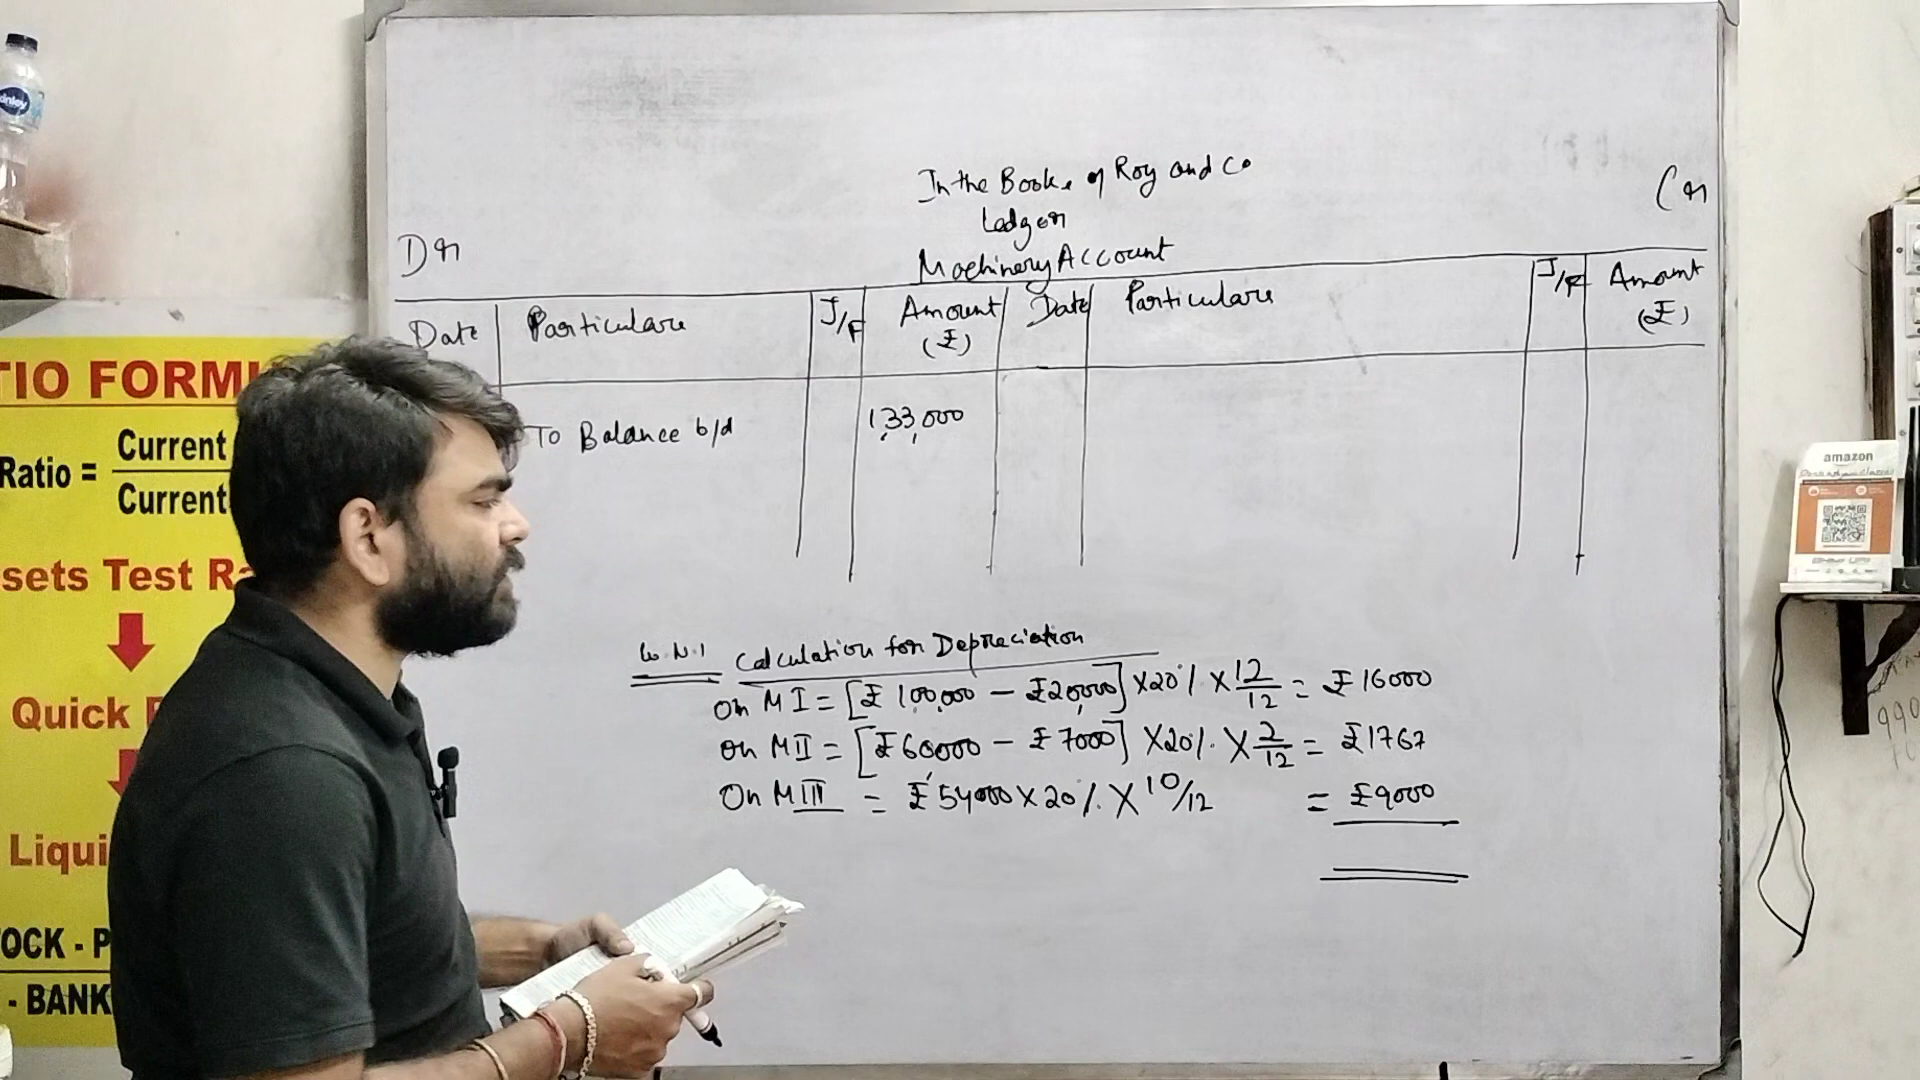 In the Books of Roy and Co
Ledger
Dr Machinery Account Cr
Date Particulars J/F Amount (₹) Date Particulars J/F Amount (₹)
To Balance b/d 1,33,000
W.N.1 Calculation for Depreciation
On M I = [₹ 1,00,000 − ₹20,000] X20% X 12/12 = ₹16000
On M II = [₹60000 − ₹7000] X20% X 2/12 = ₹1767
On M III = ₹54000 X 20% X 10/12 = ₹9000
TIO FORMU
Ratio = Current
Current
sets Test Ra
Quick
Liqui
OCK - P
- BANK
amazon